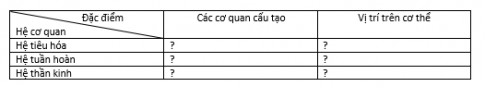 Đặc điểm
Hệ cơ quan
Các cơ quan cấu tạo
Vị trí trên cơ thể
Hệ tiêu hóa ? ?
Hệ tuần hoàn ? ?
Hệ thần kinh ? ?